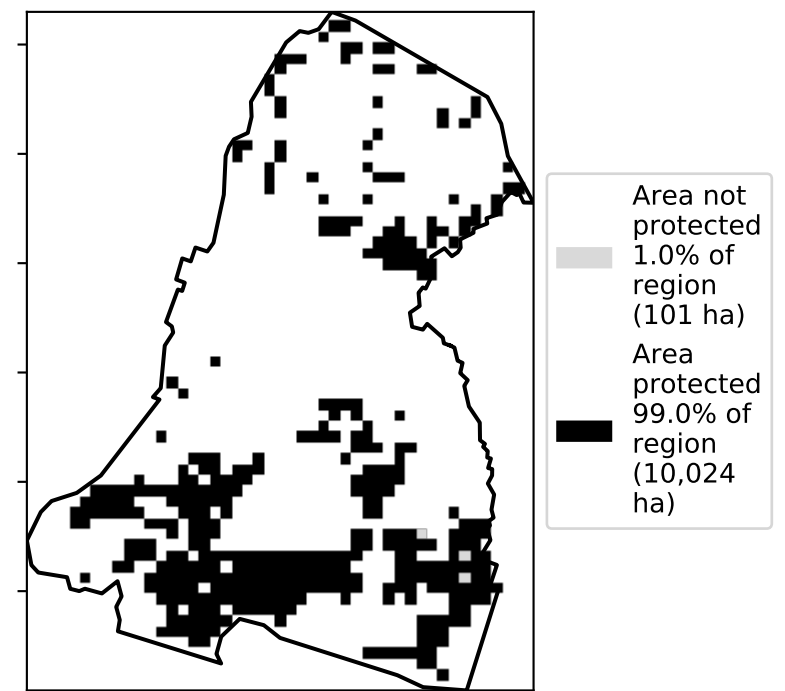 Area not
protected
1.0% of
region
(101 ha)
Area
protected
99.0% of
region
(10,024
ha)